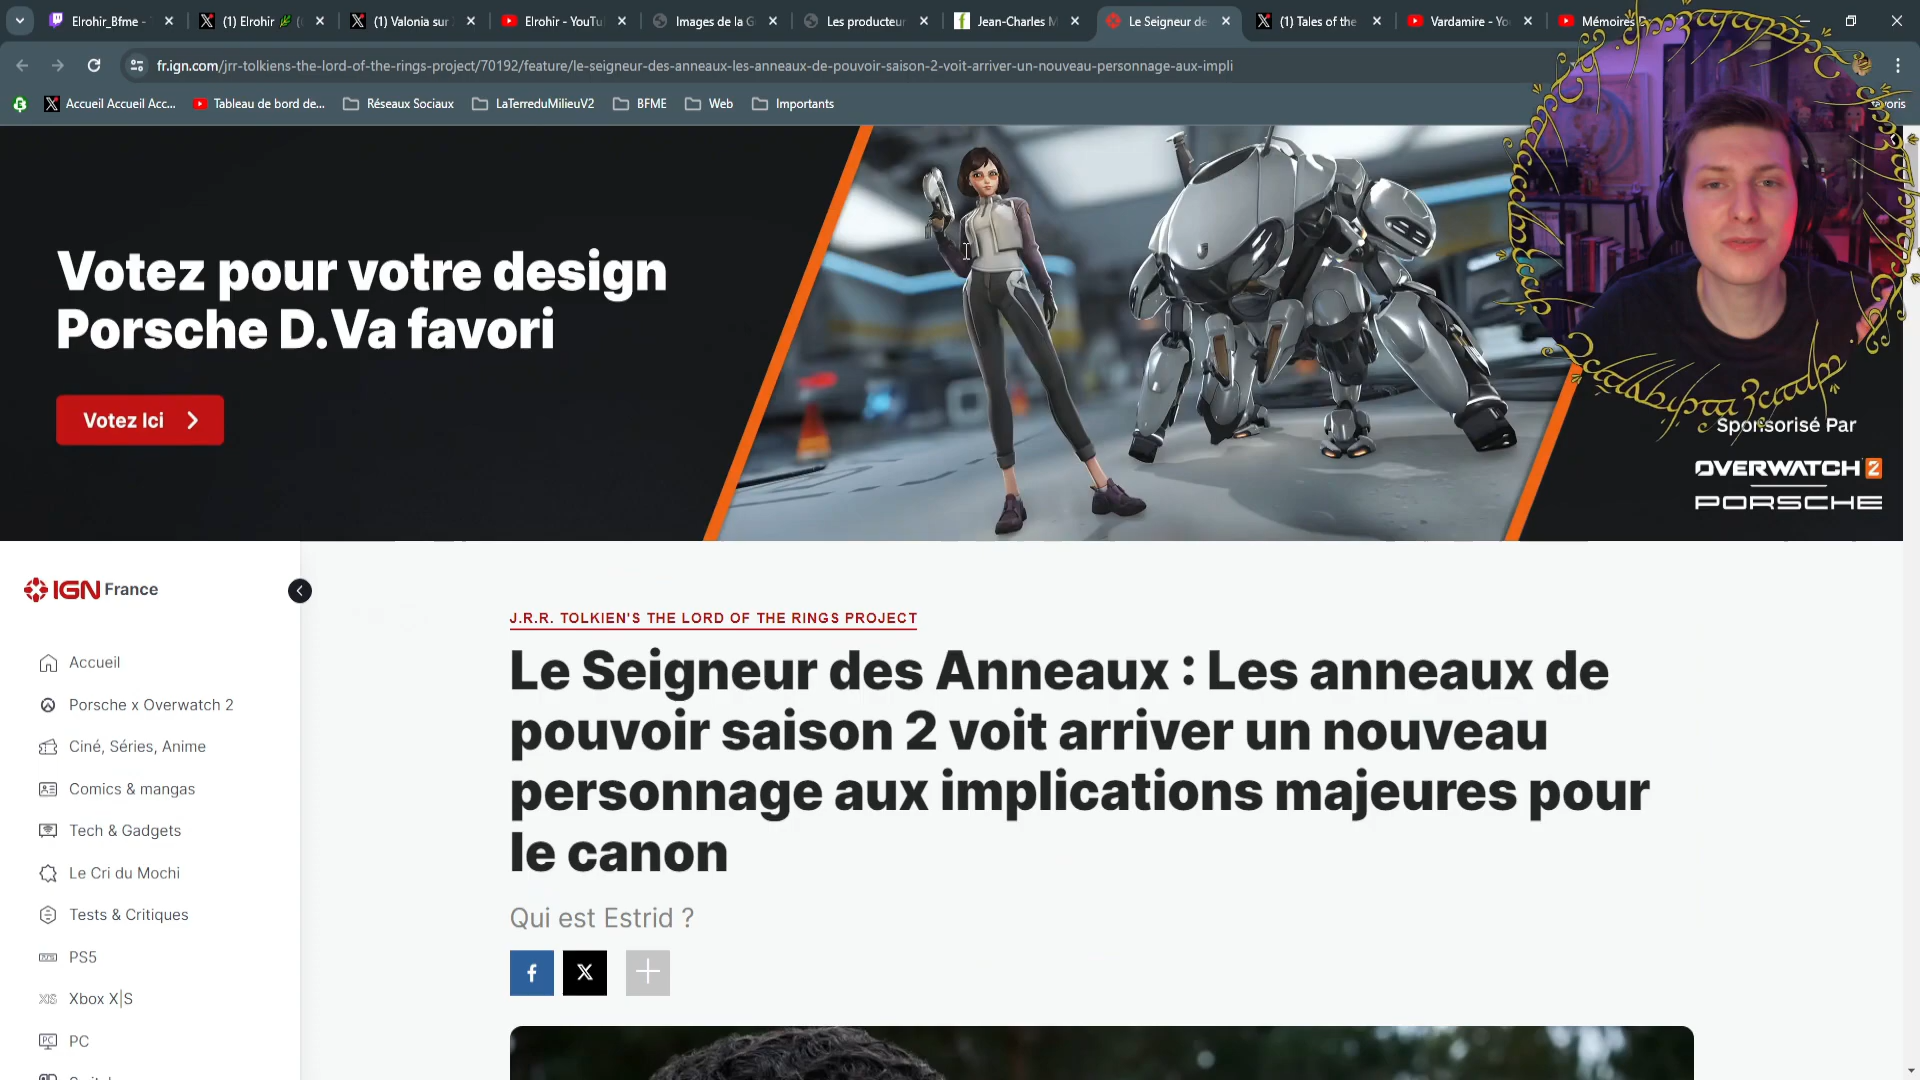 Elrohir_Bfme -
(1) Elrohir
(1) Valonia sur
Elrohir - YouTu
Images de la G
Les producteur
Jean-Charles M
Le Seigneur de
(1) Tales of the
Vardamire - Yo
Mémoires
fr.ign.com/jrr-tolkiens-the-lord-of-the-rings-project/70192/feature/le-seigneur-des-anneaux-les-anneaux-de-pouvoir-saison-2-voit-arriver-un-nouveau-personnage-aux-impli
Accueil Accueil Acc...
Tableau de bord de...
Réseaux Sociaux
LaTerreduMilieuV2
BFME
Web
Importants
Votez pour votre design
Porsche D.Va favori
Votez Ici
Sponsorisé Par
OVERWATCH 2
PORSCHE
IGN France
Accueil
Porsche x Overwatch 2
Ciné, Séries, Anime
Comics & mangas
Tech & Gadgets
Le Cri du Mochi
Tests & Critiques
PS5
Xbox X|S
PC
J.R.R. TOLKIEN'S THE LORD OF THE RINGS PROJECT
Le Seigneur des Anneaux : Les anneaux de
pouvoir saison 2 voit arriver un nouveau
personnage aux implications majeures pour
le canon
Qui est Estrid ?